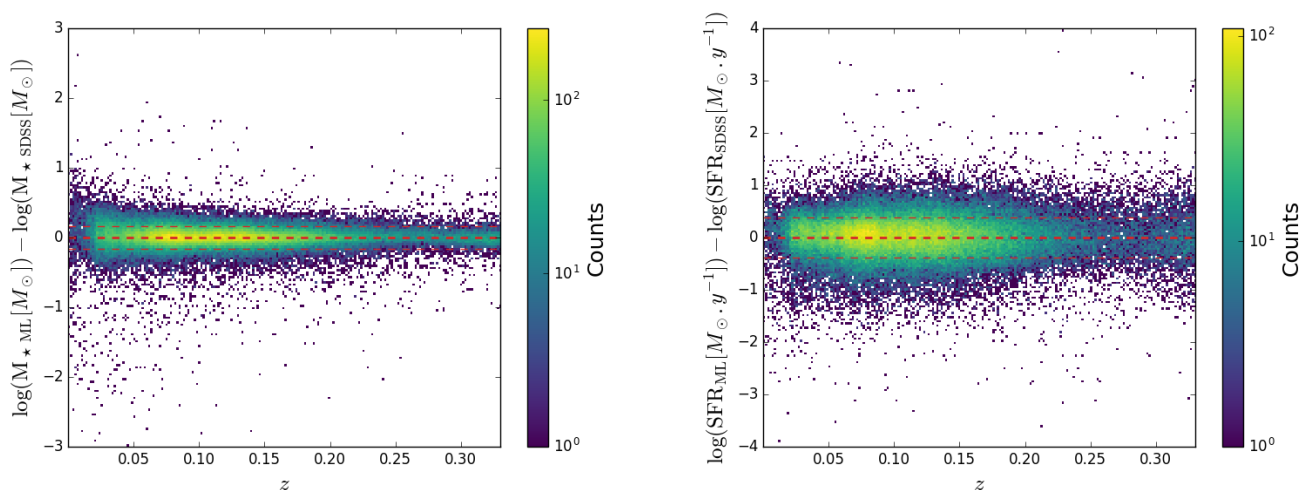 3
2
1
0
−1
−2
−3
0.05 0.10 0.15 0.20 0.25 0.30
z
log(M⋆ ML[M⊙]) − log(M⋆ SDSS[M⊙])
10²
10¹
10⁰
Counts
4
3
2
1
0
−1
−2
−3
−4
0.05 0.10 0.15 0.20 0.25 0.30
z
log(SFR_ML[M⊙ · y⁻¹]) − log(SFR_SDSS[M⊙ · y⁻¹])
10²
10¹
10⁰
Counts